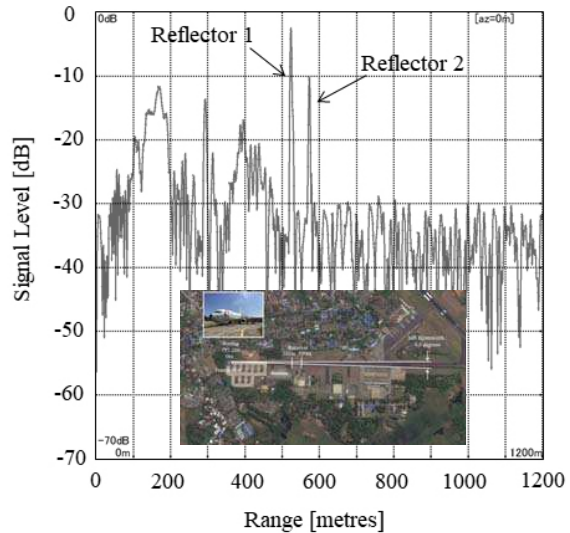 0
0dB
[az=0m]
Reflector 1
-10
Reflector 2
-20
-30
-40
-50
-60
-70dB
0m
1200m
-70
0 200 400 600 800 1000 1200
Signal Level [dB]
Range [metres]